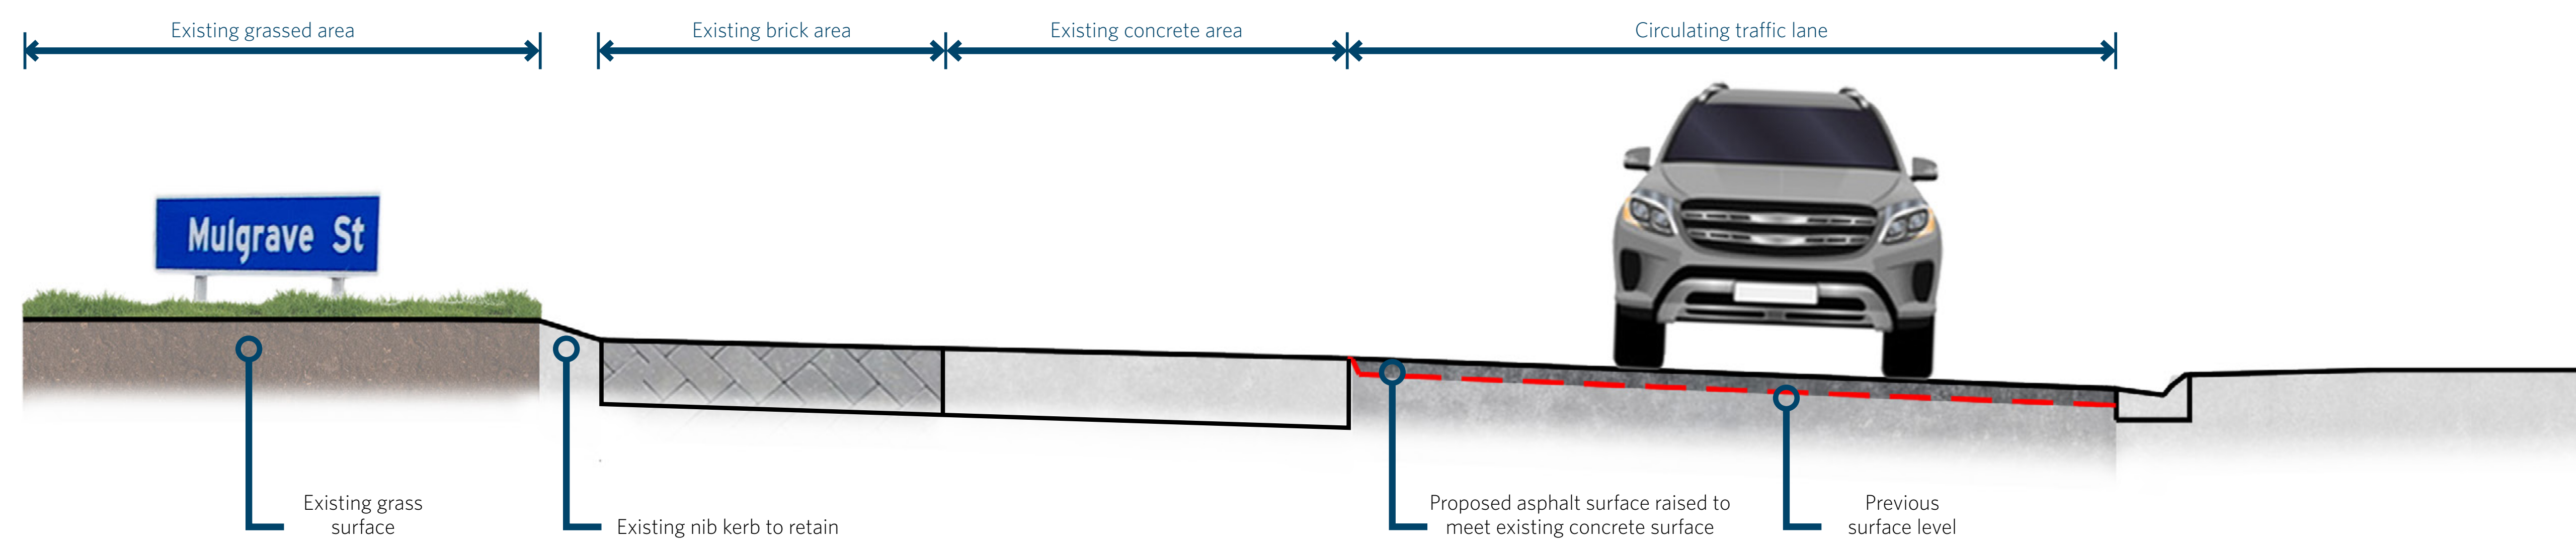 Existing grassed area
Existing brick area
Existing concrete area
Circulating traffic lane
Mulgrave St
Existing grass
surface
Existing nib kerb to retain
Proposed asphalt surface raised to
meet existing concrete surface
Previous
surface level